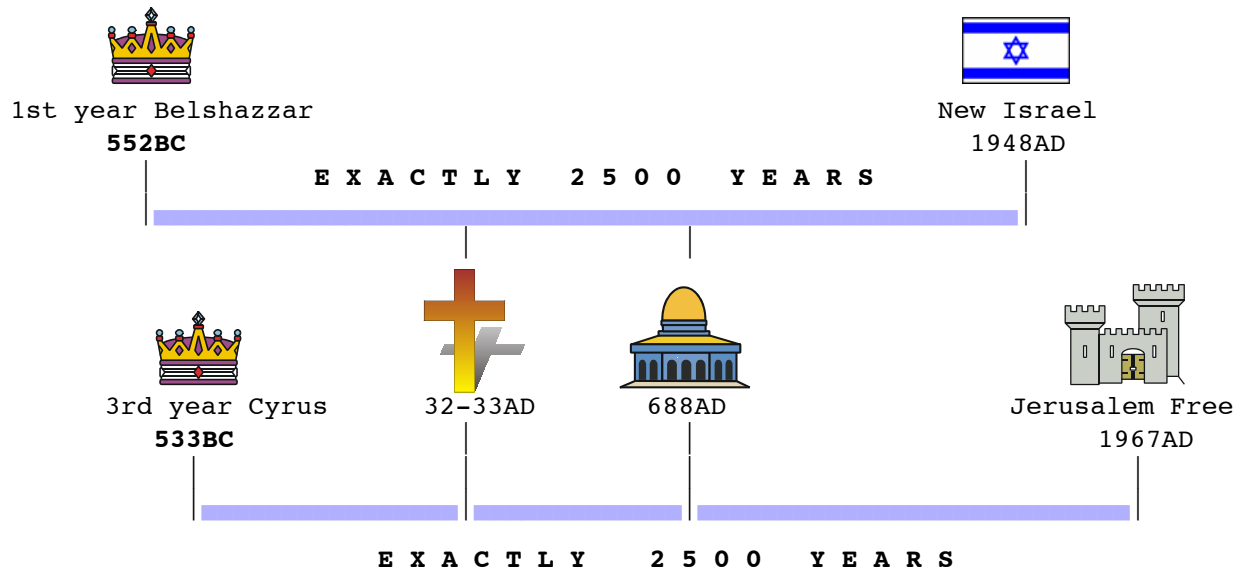 1st year Belshazzar
552BC
New Israel
1948AD
EXACTLY 2500 YEARS
3rd year Cyrus
533BC
32-33AD
688AD
Jerusalem Free
1967AD
EXACTLY 2500 YEARS